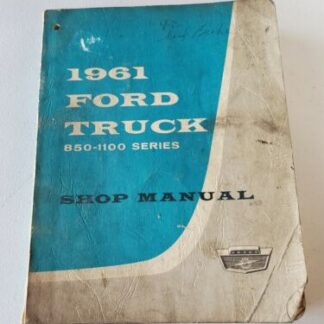 1961
FORD
TRUCK
850-1100 SERIES
SHOP MANUAL